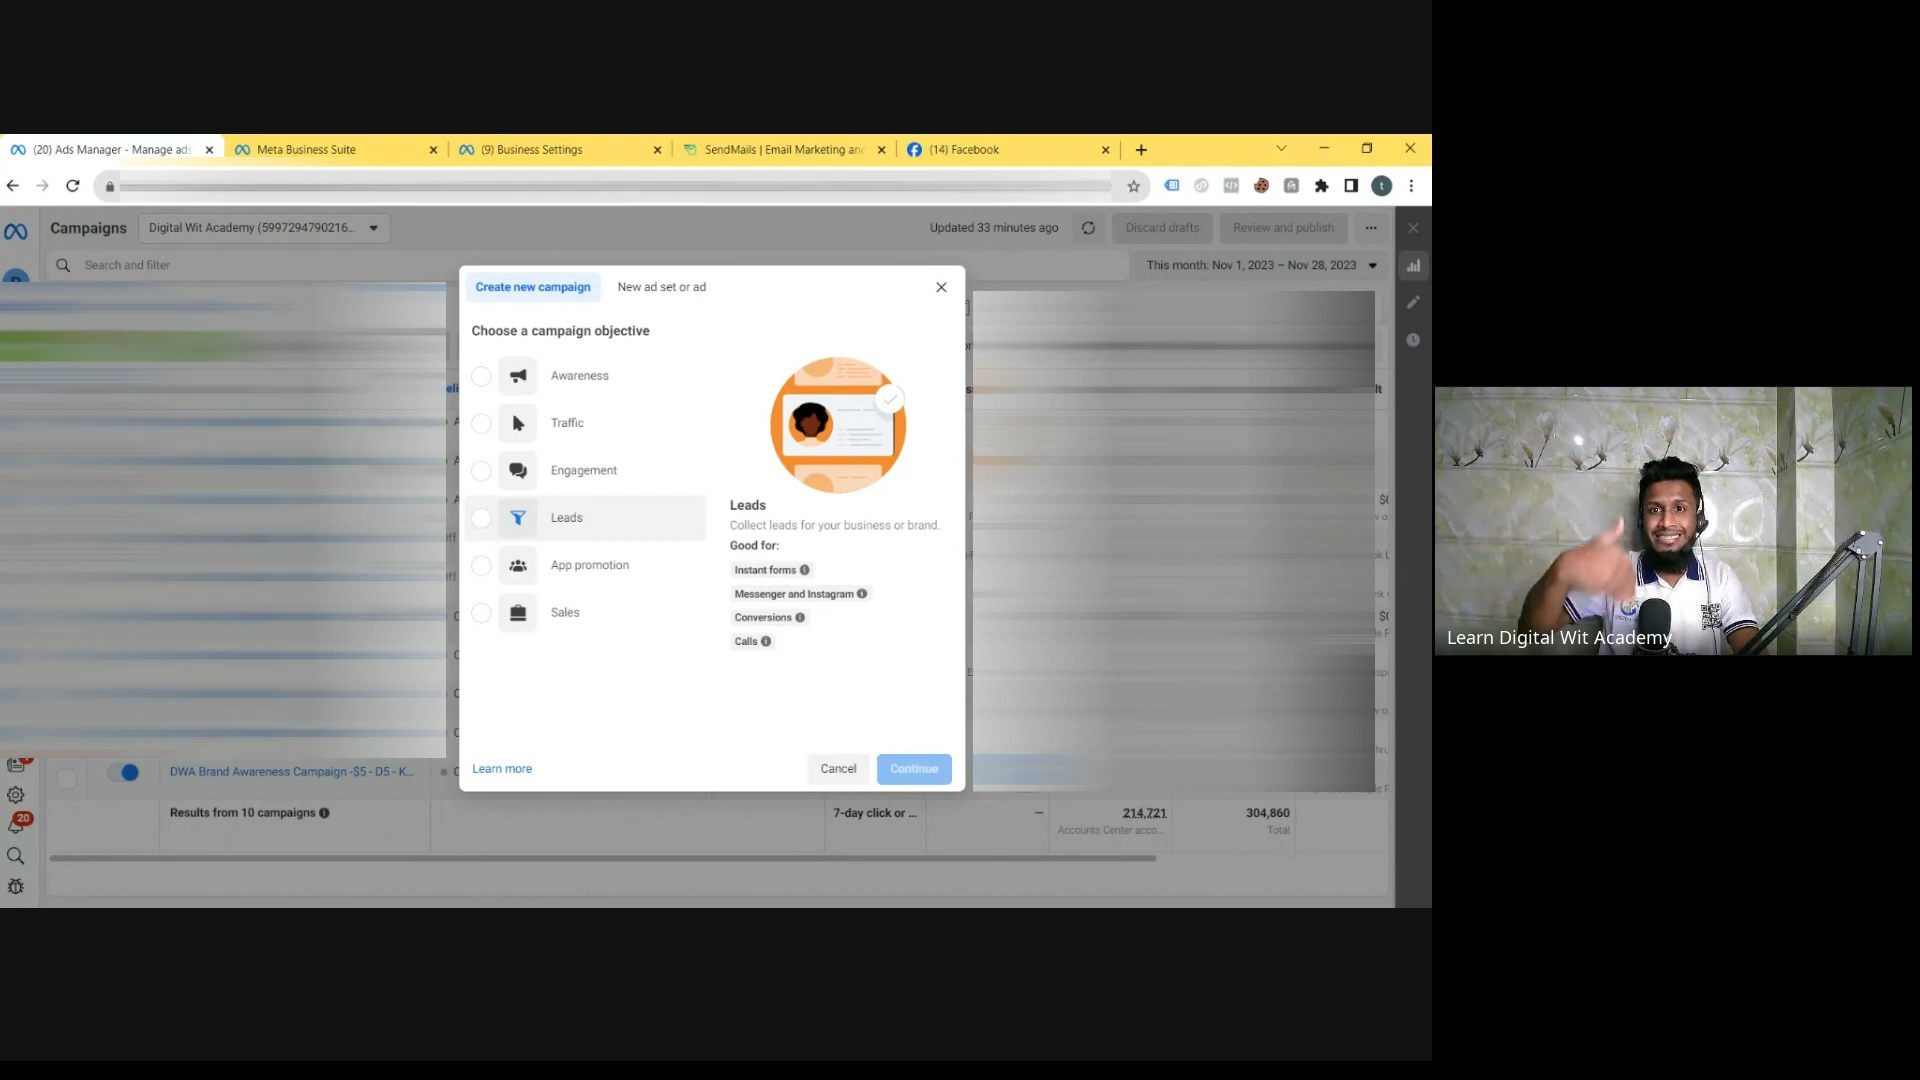 (20) Ads Manager - Manage ads
Meta Business Suite
(9) Business Settings
SendMails | Email Marketing and
(14) Facebook
t
Campaigns
Digital Wit Academy (5997294790216...
Updated 33 minutes ago
Discard drafts
Review and publish
Search and filter
This month: Nov 1, 2023 – Nov 28, 2023
Create new campaign
New ad set or ad
Choose a campaign objective
Awareness
Traffic
Engagement
Leads
App promotion
Sales
Leads
Collect leads for your business or brand.
Good for:
Instant forms
Messenger and Instagram
Conversions
Calls
Learn more
Cancel
Continue
DWA Brand Awareness Campaign -$5 - D5 - K...
Results from 10 campaigns
7-day click or ...
—
214,721
Accounts Center acco...
304,860
Total
20
Learn Digital Wit Academy